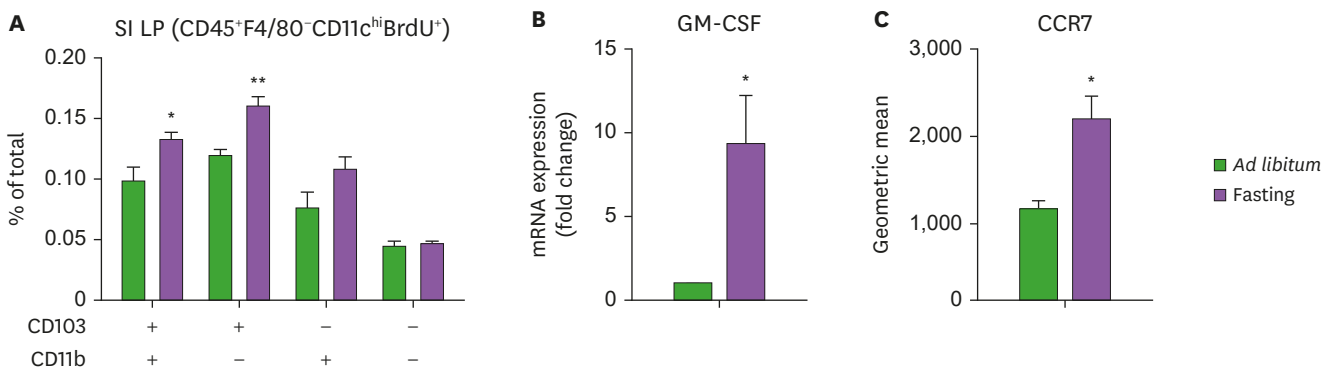 A
SI LP (CD45⁺F4/80⁻CD11cʰⁱBrdU⁺)
% of total
0.20
0.15
0.10
0.05
0
*
**
CD103 + + − −
CD11b + − + −
B
GM-CSF
mRNA expression
(fold change)
15
10
5
0
*
C
CCR7
Geometric mean
3,000
2,000
1,000
0
*
Ad libitum
Fasting